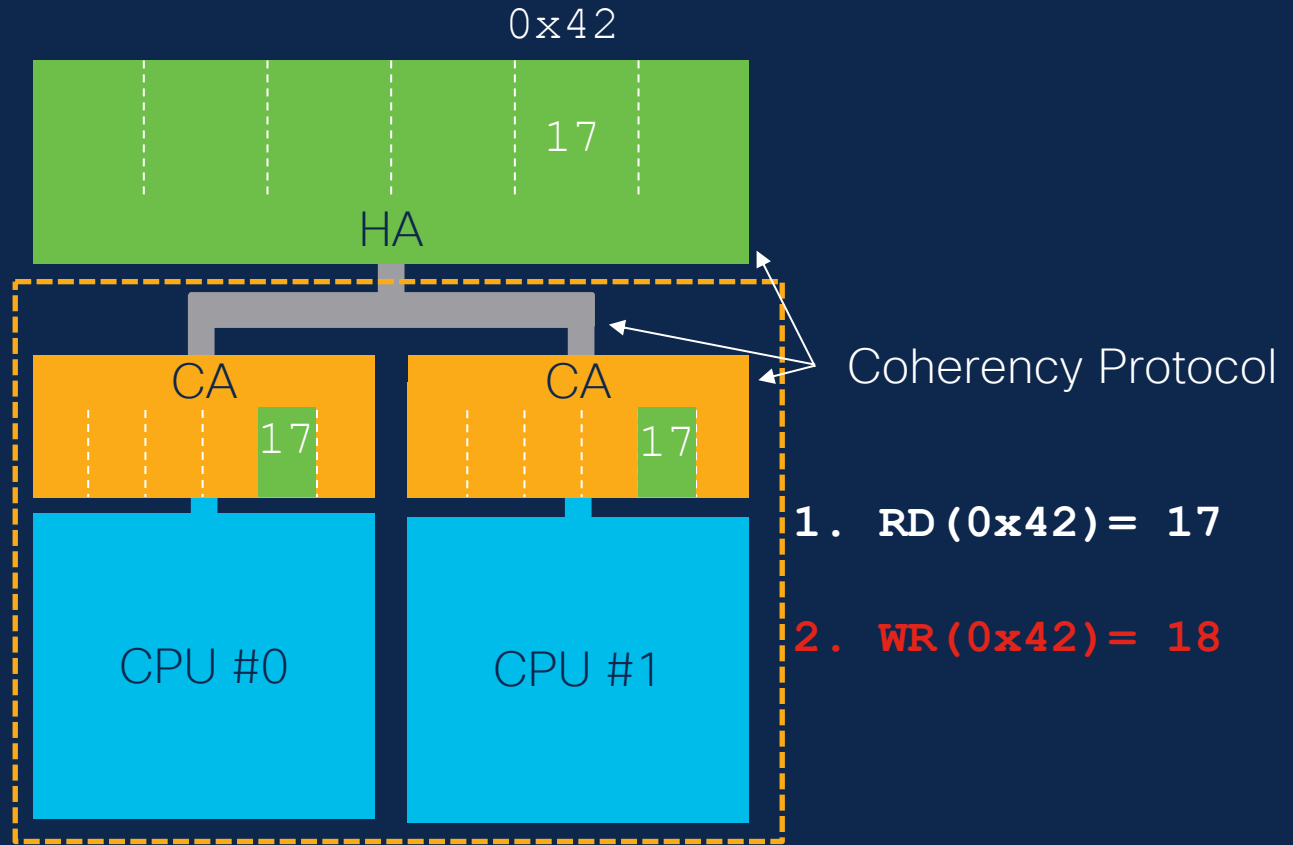 0x42
17
HA
CA
CA
17
17
Coherency Protocol
1. RD(0x42)= 17
2. WR(0x42)= 18
CPU #0
CPU #1